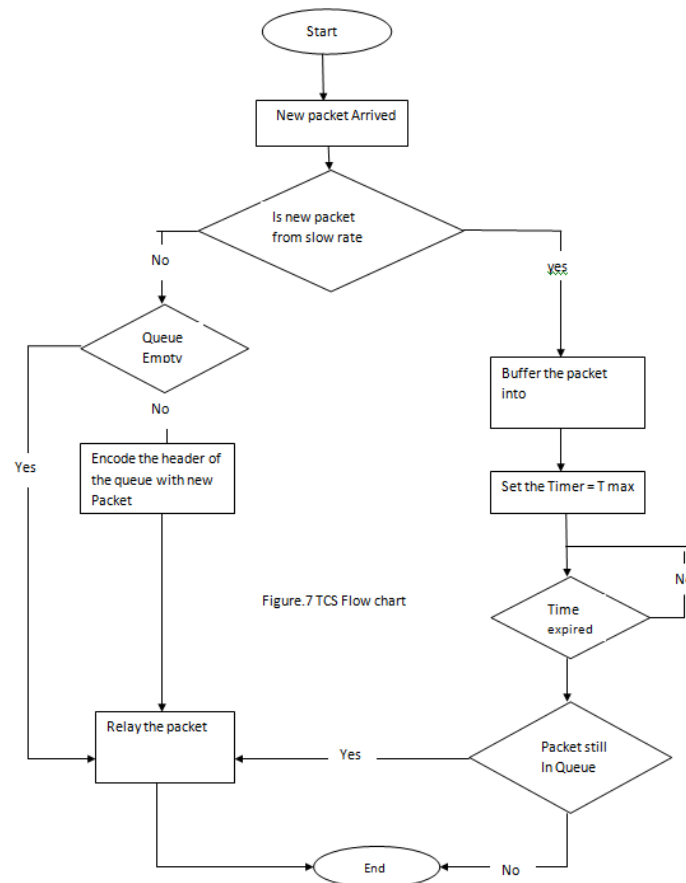 Start
New packet Arrived
Is new packet
from slow rate
No
yes
Queue
Empty
Buffer the packet
into
No
Yes
Encode the header of
the queue with new
Packet
Set the Timer = T max
No
Figure.7 TCS Flow chart
Time
expired
Relay the packet
Yes
Packet still
In Queue
End
No